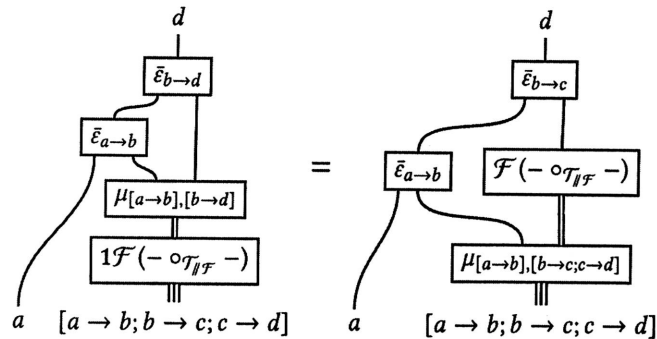 d d
ε̄_{b→d} ε̄_{b→c}
ε̄_{a→b} = ε̄_{a→b} ℱ(− ∘_{𝒯⫽ℱ} −)
μ_{[a→b],[b→d]}
1ℱ(− ∘_{𝒯⫽ℱ} −) μ_{[a→b],[b→c;c→d]}
a [a → b; b → c; c → d] a [a → b; b → c; c → d]